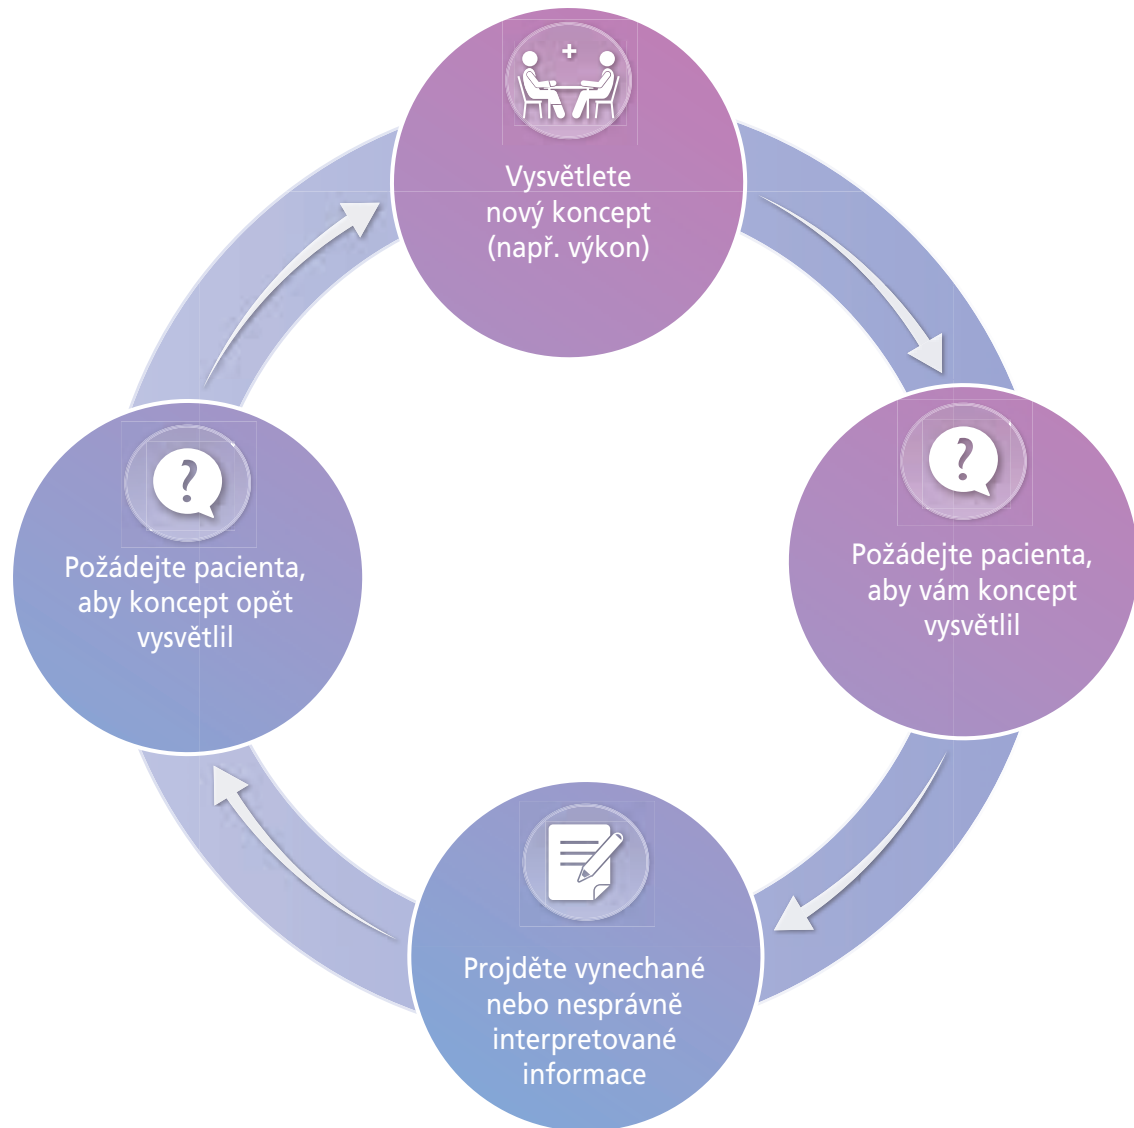 Vysvětlete
nový koncept
(např. výkon)
Požádejte pacienta,
aby vám koncept
vysvětlil
Projděte vynechané
nebo nesprávně
interpretované
informace
Požádejte pacienta,
aby koncept opět
vysvětlil